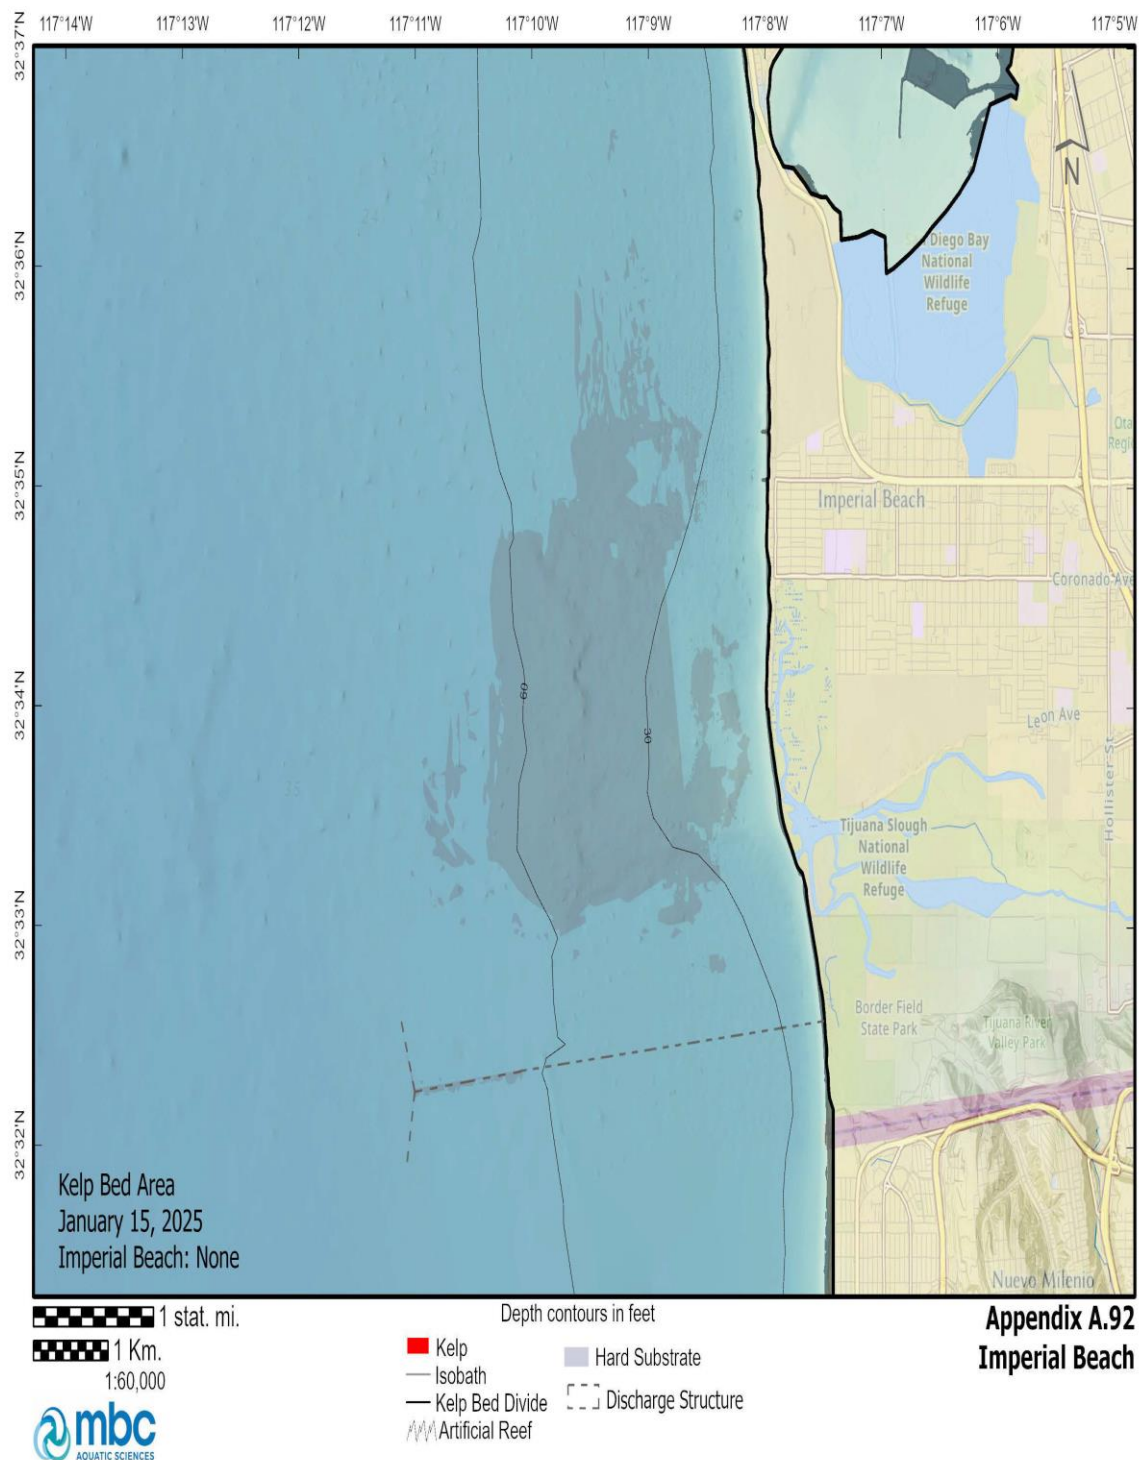 117°14'W 117°13'W 117°12'W 117°11'W 117°10'W 117°9'W 117°8'W 117°7'W 117°6'W 117°5'W
32°37'N
32°36'N
32°35'N
32°34'N
32°33'N
32°32'N
N
Diego Bay
National
Wildlife
Refuge
Ota
Regi
Imperial Beach
Coronado Ave
60
30
Leon Ave
Hollister St
Tijuana Slough
National
Wildlife
Refuge
Border Field
State Park
Tijuana River
Valley Park
Nuevo Milenio
Kelp Bed Area
January 15, 2025
Imperial Beach: None
1 stat. mi.
1 Km.
1:60,000
mbc
AQUATIC SCIENCES
Depth contours in feet
Kelp
Isobath
Kelp Bed Divide
Artificial Reef
Hard Substrate
Discharge Structure
Appendix A.92
Imperial Beach